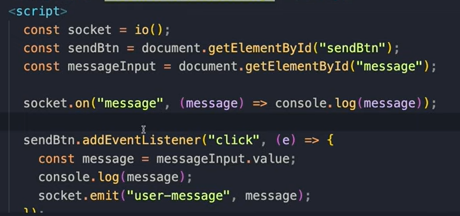 <script>
const socket = io();
const sendBtn = document.getElementById("sendBtn");
const messageInput = document.getElementById("message");
socket.on("message", (message) => console.log(message));
sendBtn.addEventListener("click", (e) => {
const message = messageInput.value;
console.log(message);
socket.emit("user-message", message);
});